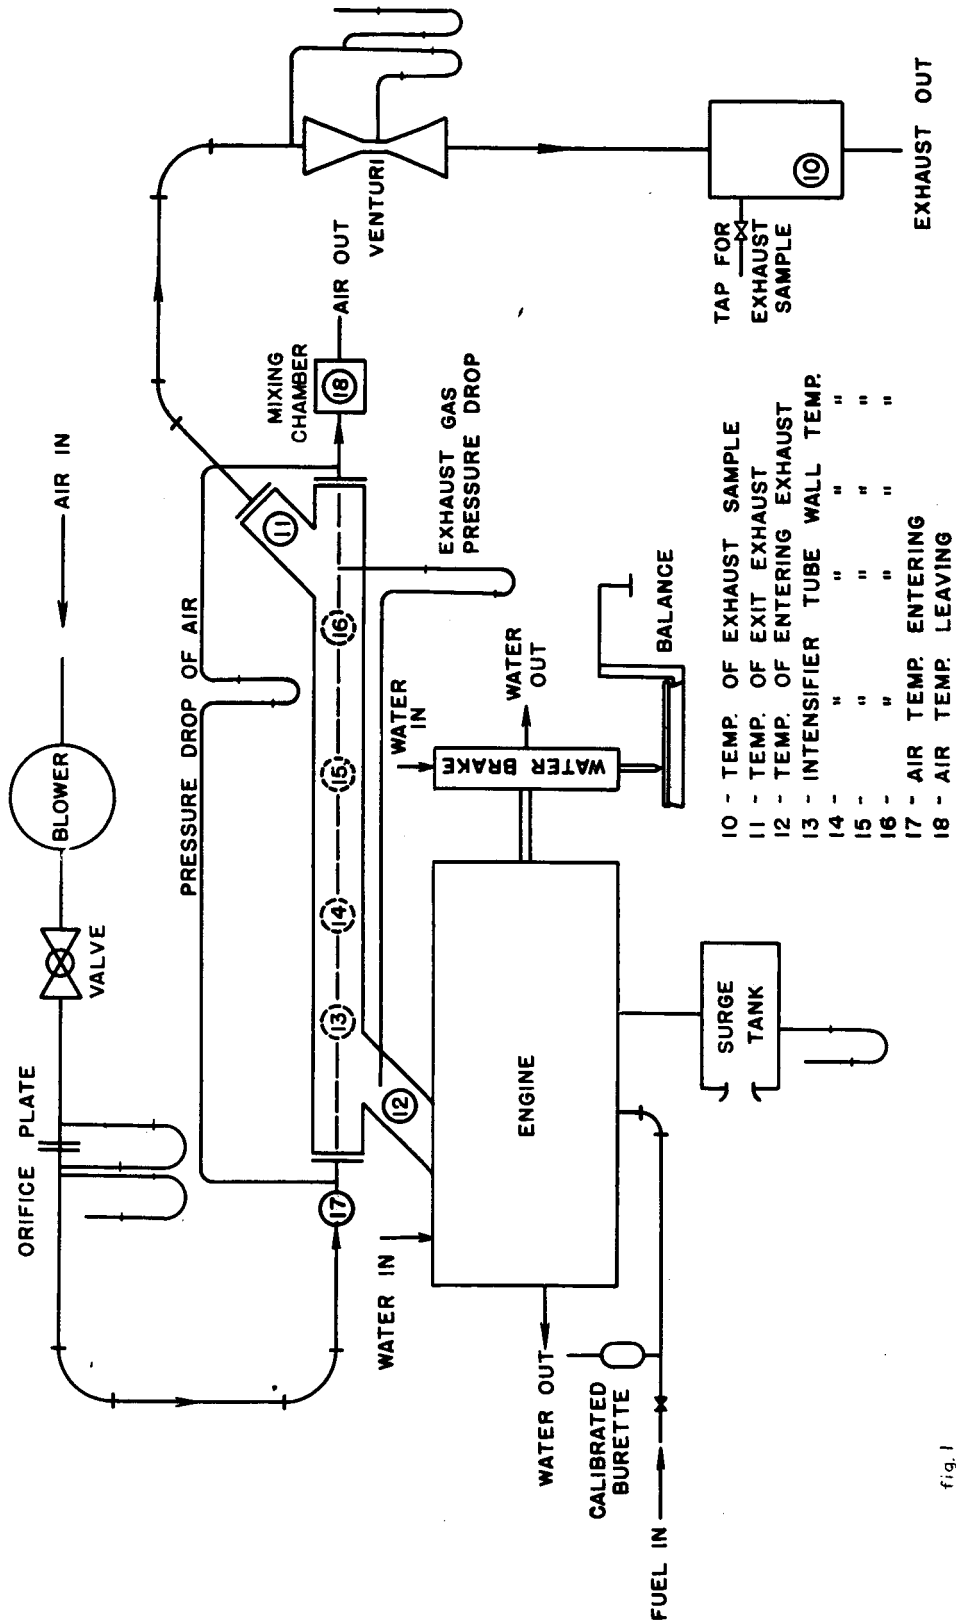 AIR IN
BLOWER
VALVE
ORIFICE PLATE
PRESSURE DROP OF AIR
17
13
14
15
16
11
12
MIXING
CHAMBER
18
AIR OUT
VENTURI
EXHAUST GAS
PRESSURE DROP
WATER IN
ENGINE
WATER OUT
WATER
IN
WATER BRAKE
WATER
OUT
BALANCE
CALIBRATED
BURETTE
FUEL IN
SURGE
TANK
TAP FOR
EXHAUST
SAMPLE
10
EXHAUST OUT
10 - TEMP. OF EXHAUST SAMPLE
11 - TEMP. OF EXIT EXHAUST
12 - TEMP. OF ENTERING EXHAUST
13 - INTENSIFIER TUBE WALL TEMP.
14 - " " " "
15 - " " " "
16 - " " " "
17 - AIR TEMP. ENTERING
18 - AIR TEMP. LEAVING
fig. 1